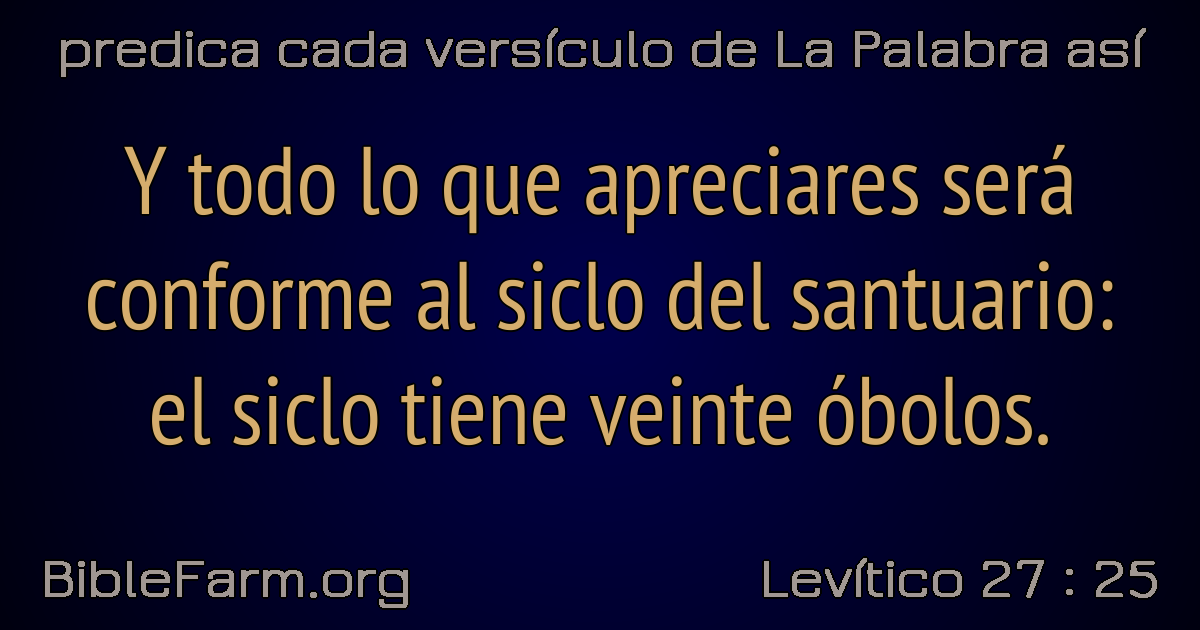 predica cada versículo de La Palabra así
Y todo lo que apreciares será
conforme al siclo del santuario:
el siclo tiene veinte óbolos.
BibleFarm.org
Levítico 27 : 25